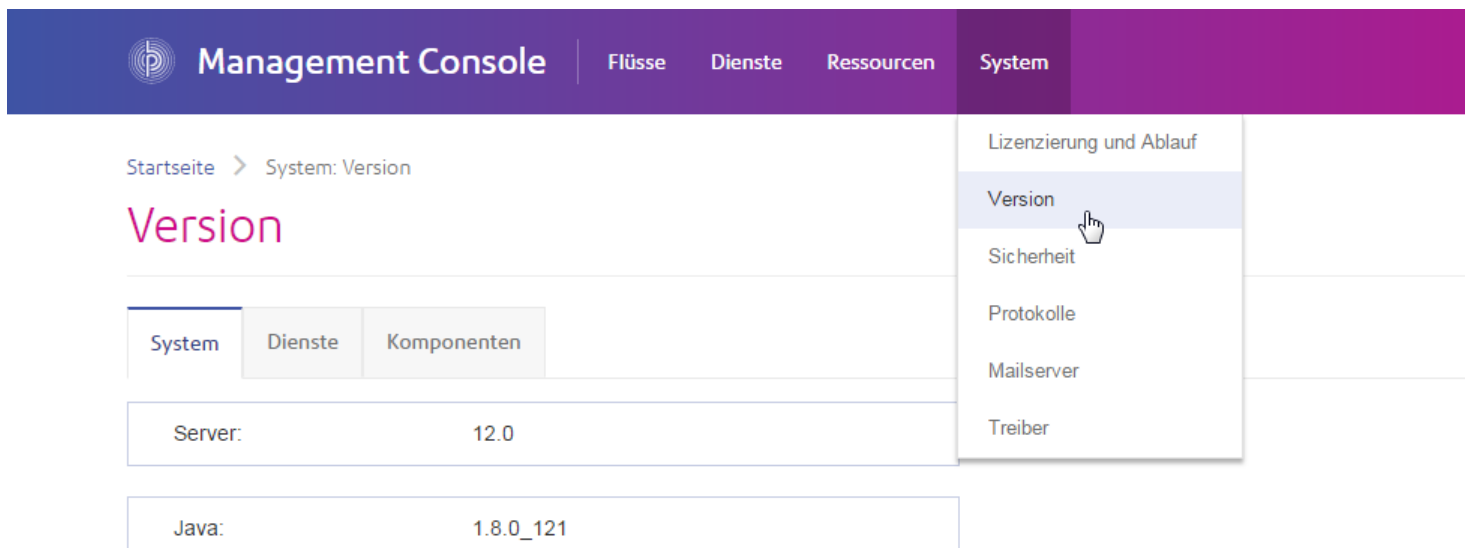 Management Console Flüsse Dienste Ressourcen System
Lizenzierung und Ablauf
Version
Sicherheit
Protokolle
Mailserver
Treiber
Startseite > System: Version
Version
System Dienste Komponenten
Server: 12.0
Java: 1.8.0_121